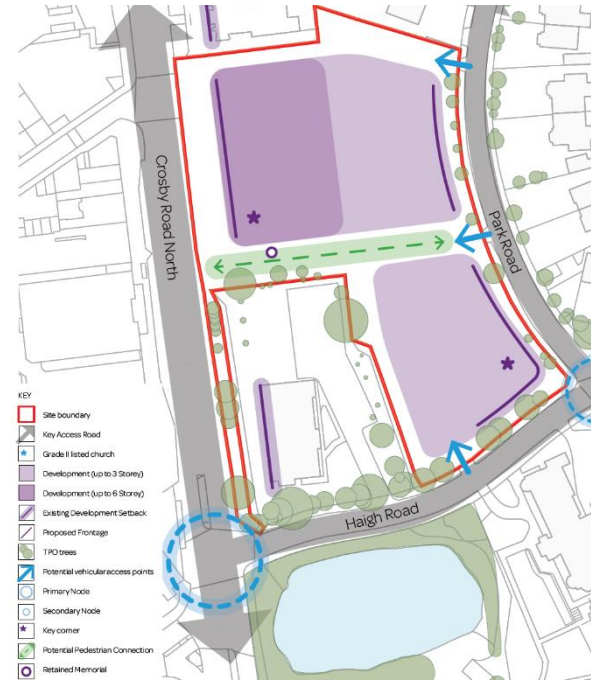 Crosby Road North
Park Road
Haigh Road
KEY
Site boundary
Key Access Road
Grade II listed church
Development (up to 3 Storey)
Development (up to 6 Storey)
Existing Development Setback
Proposed Frontage
TPO trees
Potential vehicular access points
Primary Node
Secondary Node
Key corner
Potential Pedestrian Connection
Retained Memorial